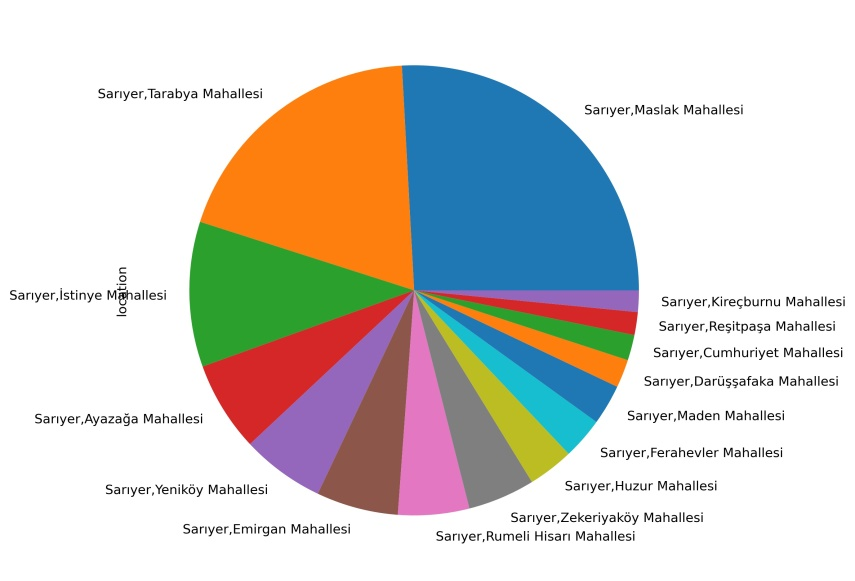 Sarıyer,Maslak Mahallesi
Sarıyer,Tarabya Mahallesi
Sarıyer,İstinye Mahallesi
location
Sarıyer,Ayazağa Mahallesi
Sarıyer,Yeniköy Mahallesi
Sarıyer,Emirgan Mahallesi
Sarıyer,Rumeli Hisarı Mahallesi
Sarıyer,Zekeriyaköy Mahallesi
Sarıyer,Huzur Mahallesi
Sarıyer,Ferahevler Mahallesi
Sarıyer,Maden Mahallesi
Sarıyer,Darüşşafaka Mahallesi
Sarıyer,Cumhuriyet Mahallesi
Sarıyer,Reşitpaşa Mahallesi
Sarıyer,Kireçburnu Mahallesi